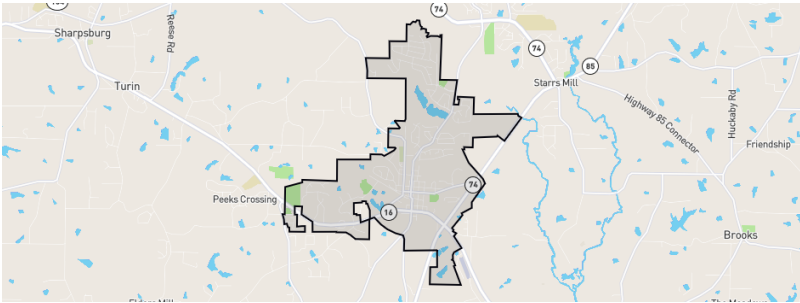 74
Sharpsburg
Reese Rd
74
85
Turin
Starrs Mill
Highway 85 Connector
Huckaby Rd
Friendship
74
Peeks Crossing
16
Brooks